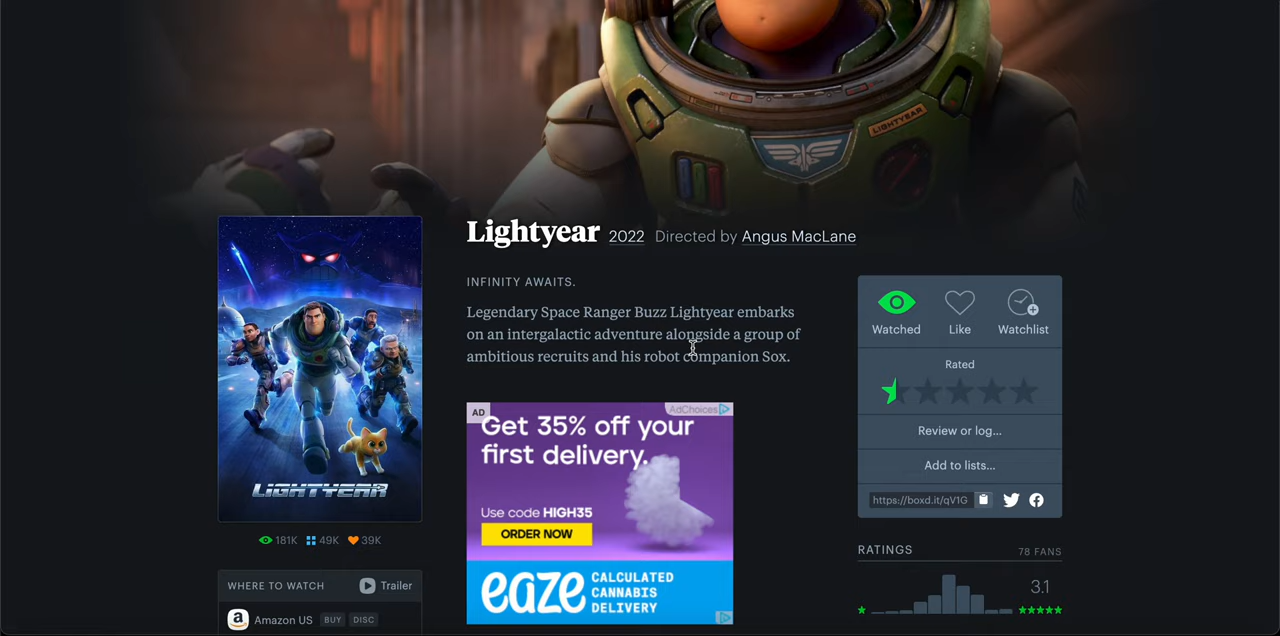 LIGHTYEAR
Lightyear 2022 Directed by Angus MacLane
INFINITY AWAITS.
Legendary Space Ranger Buzz Lightyear embarks
on an intergalactic adventure alongside a group of
ambitious recruits and his robot companion Sox.
LIGHTYEAR
181K 49K 39K
WHERE TO WATCH Trailer
Amazon US BUY DISC
AD
AdChoices
Get 35% off your
first delivery.
Use code HIGH35
ORDER NOW
eaze CALCULATED
CANNABIS
DELIVERY
Watched Like Watchlist
Rated
Review or log...
Add to lists...
https://boxd.it/qV1G
RATINGS 78 FANS
3.1